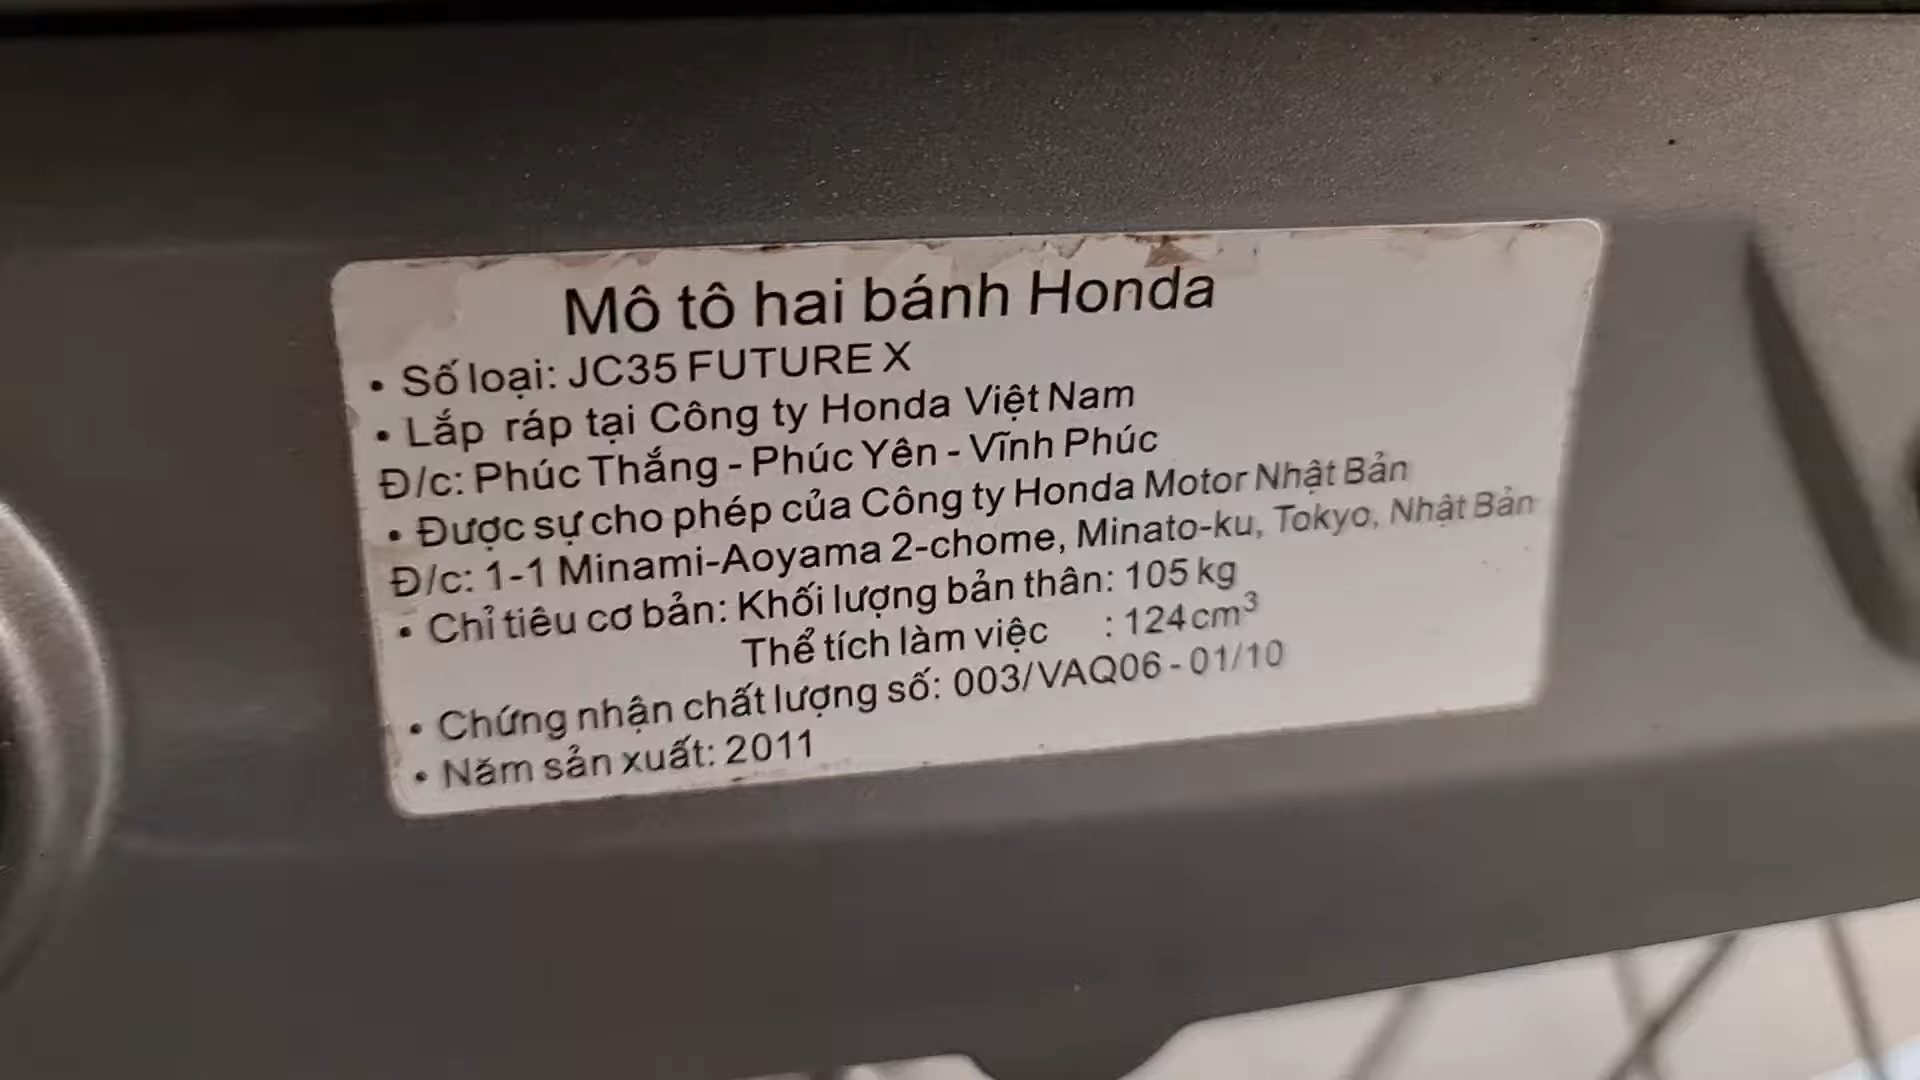 Mô tô hai bánh Honda
• Số loại: JC35 FUTURE X
• Lắp ráp tại Công ty Honda Việt Nam
Đ/c: Phúc Thắng - Phúc Yên - Vĩnh Phúc
• Được sự cho phép của Công ty Honda Motor Nhật Bản
Đ/c: 1-1 Minami-Aoyama 2-chome, Minato-ku, Tokyo, Nhật Bản
• Chỉ tiêu cơ bản: Khối lượng bản thân: 105 kg
Thể tích làm việc : 124cm³
• Chứng nhận chất lượng số: 003/VAQ06 - 01/10
• Năm sản xuất: 2011